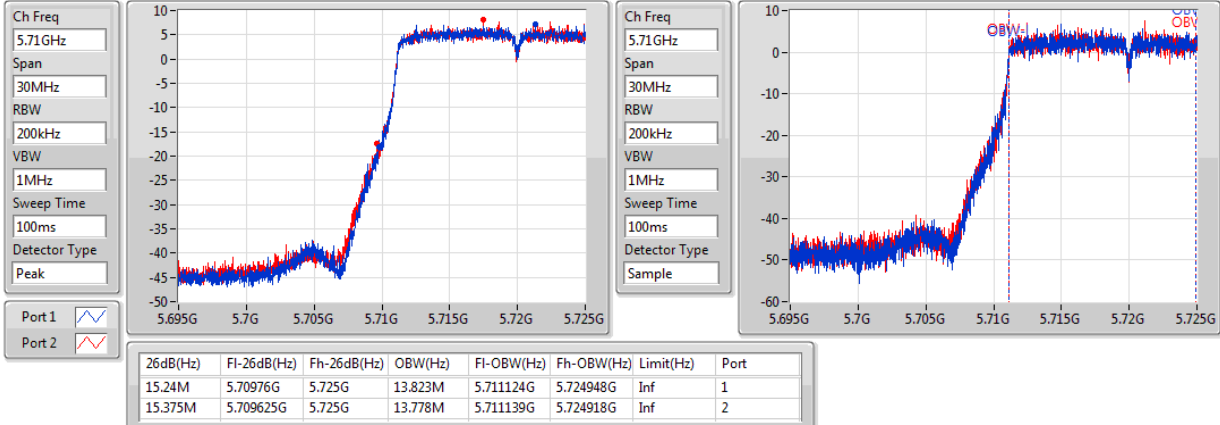 Ch Freq
5.71GHz
Span
30MHz
RBW
200kHz
VBW
1MHz
Sweep Time
100ms
Detector Type
Peak
Port 1
Port 2
10
5
0
-5
-10
-15
-20
-25
-30
-35
-40
-45
-50
5.695G 5.7G 5.705G 5.71G 5.715G 5.72G 5.725G
Ch Freq
5.71GHz
Span
30MHz
RBW
200kHz
VBW
1MHz
Sweep Time
100ms
Detector Type
Sample
10
0
-10
-20
-30
-40
-50
-60
OBW
OBV
OBV
5.695G 5.7G 5.705G 5.71G 5.715G 5.72G 5.725G
26dB(Hz) Fl-26dB(Hz) Fh-26dB(Hz) OBW(Hz) Fl-OBW(Hz) Fh-OBW(Hz) Limit(Hz) Port
15.24M 5.70976G 5.725G 13.823M 5.711124G 5.724948G Inf 1
15.375M 5.709625G 5.725G 13.778M 5.711139G 5.724918G Inf 2